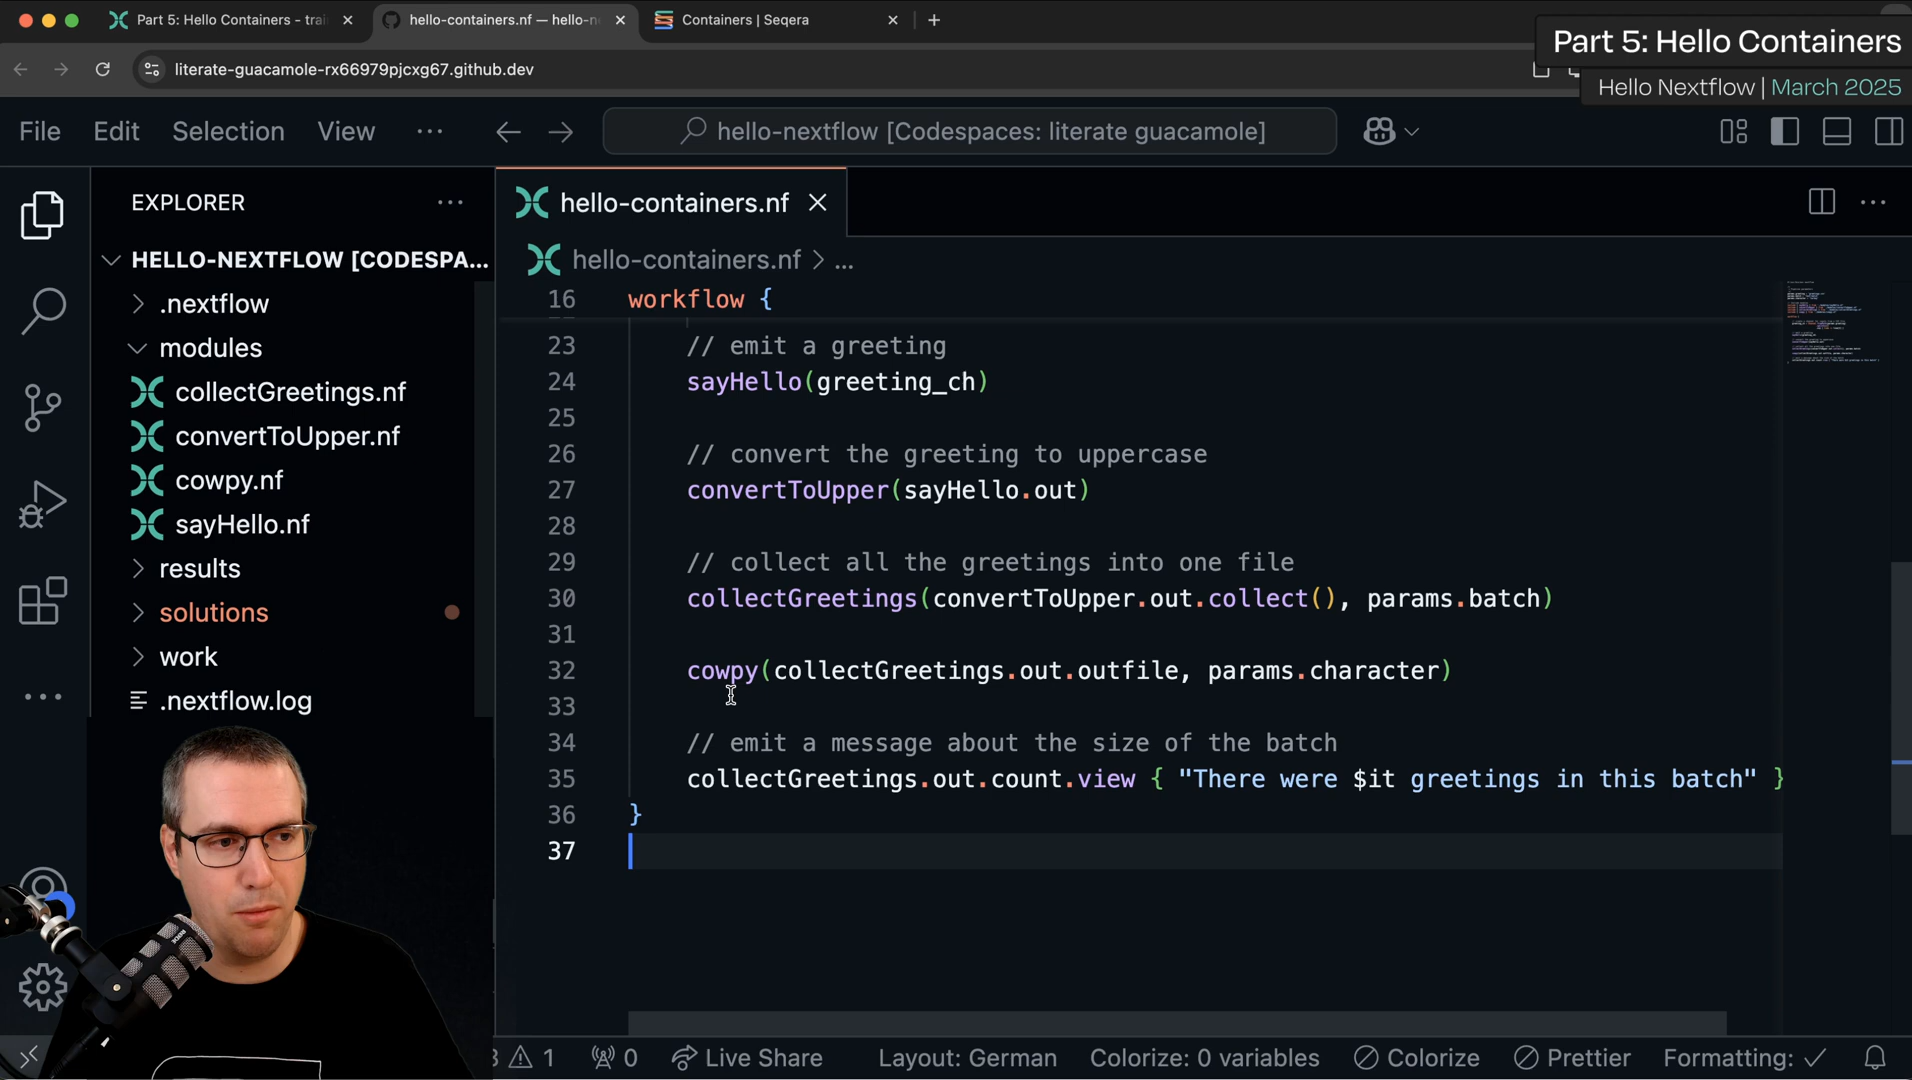 Part 5: Hello Containers - trai
hello-containers.nf — hello-n
Containers | Seqera
Part 5: Hello Containers
literate-guacamole-rx66979pjcxg67.github.dev
Hello Nextflow | March 2025
File Edit Selection View
hello-nextflow [Codespaces: literate guacamole]
EXPLORER
hello-containers.nf
HELLO-NEXTFLOW [CODESPA...
hello-containers.nf > ...
.nextflow
modules
collectGreetings.nf
convertToUpper.nf
cowpy.nf
sayHello.nf
results
solutions
work
.nextflow.log
16 workflow {
23 // emit a greeting
24 sayHello(greeting_ch)
25
26 // convert the greeting to uppercase
27 convertToUpper(sayHello.out)
28
29 // collect all the greetings into one file
30 collectGreetings(convertToUpper.out.collect(), params.batch)
31
32 cowpy(collectGreetings.out.outfile, params.character)
33
34 // emit a message about the size of the batch
35 collectGreetings.out.count.view { "There were $it greetings in this batch" }
36 }
37
1 0 Live Share Layout: German Colorize: 0 variables Colorize Prettier Formatting: ✓